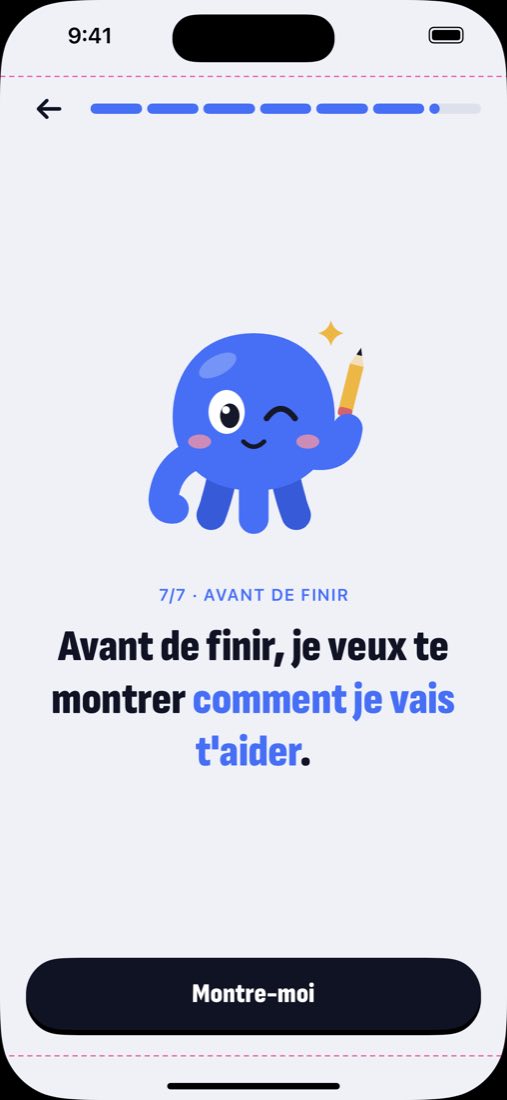 9:41
7/7 · AVANT DE FINIR
Avant de finir, je veux te
montrer comment je vais
t'aider.
Montre-moi